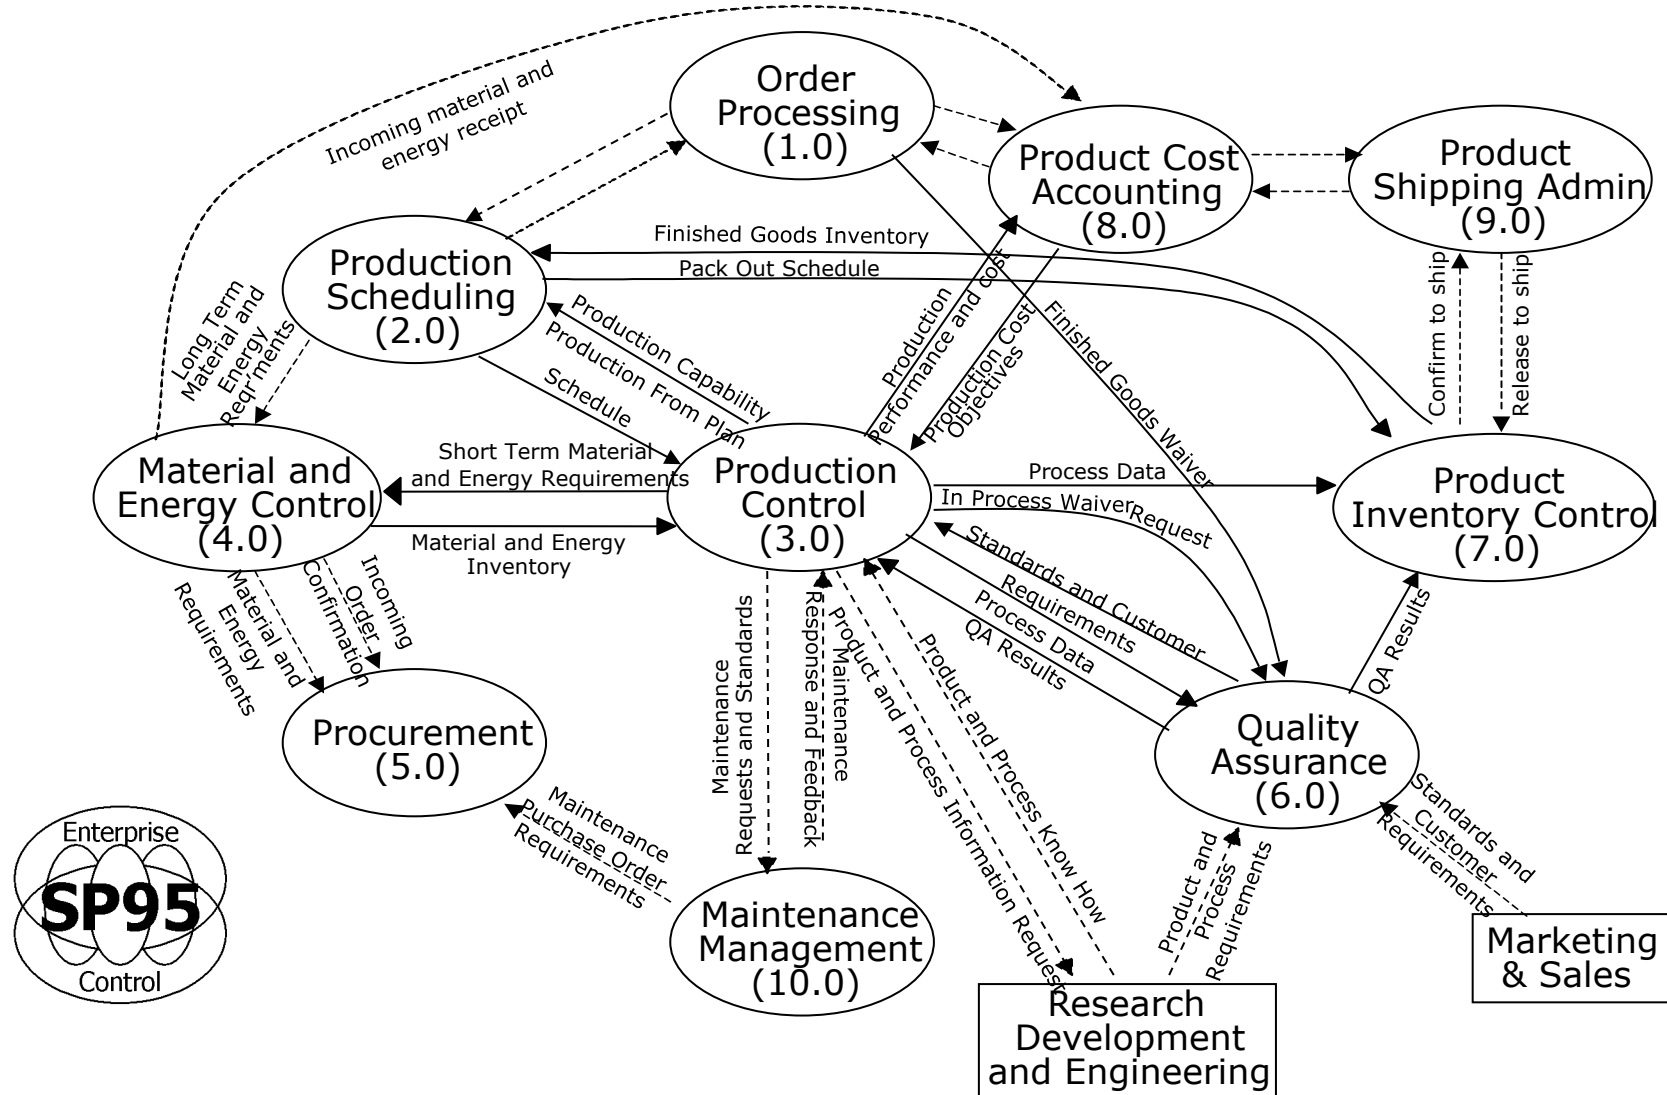 Incoming material and
energy receipt
Order
Processing
(1.0)
Product Cost
Accounting
(8.0)
Product
Shipping Admin
(9.0)
Production
Scheduling
(2.0)
Finished Goods Inventory
Pack Out Schedule
Confirm to ship
Release to ship
Long Term
Material and
Energy
Reqr'ments
Production Capability
Production From Plan
Schedule
Production
Performance and cost
Production Cost
Objectives
Finished Goods Waiver
Material and
Energy Control
(4.0)
Short Term Material
and Energy Requirements
Material and Energy
Inventory
Production
Control
(3.0)
Process Data
In Process Waiver Request
Product
Inventory Control
(7.0)
Standards and Customer
Requirements
Process Data
QA Results
QA Results
Incoming
Order
Confirmation
Material and
Energy
Requirements
Procurement
(5.0)
Maintenance
Requests and Standards
Maintenance
Response and Feedback
Product and Process Information Request
Product and Process Know How
Quality
Assurance
(6.0)
Standards and
Customer
Requirements
Product and
Process
Requirements
Maintenance
Purchase Order
Requirements
Maintenance
Management
(10.0)
Marketing
& Sales
Research
Development
and Engineering
Enterprise
SP95
Control